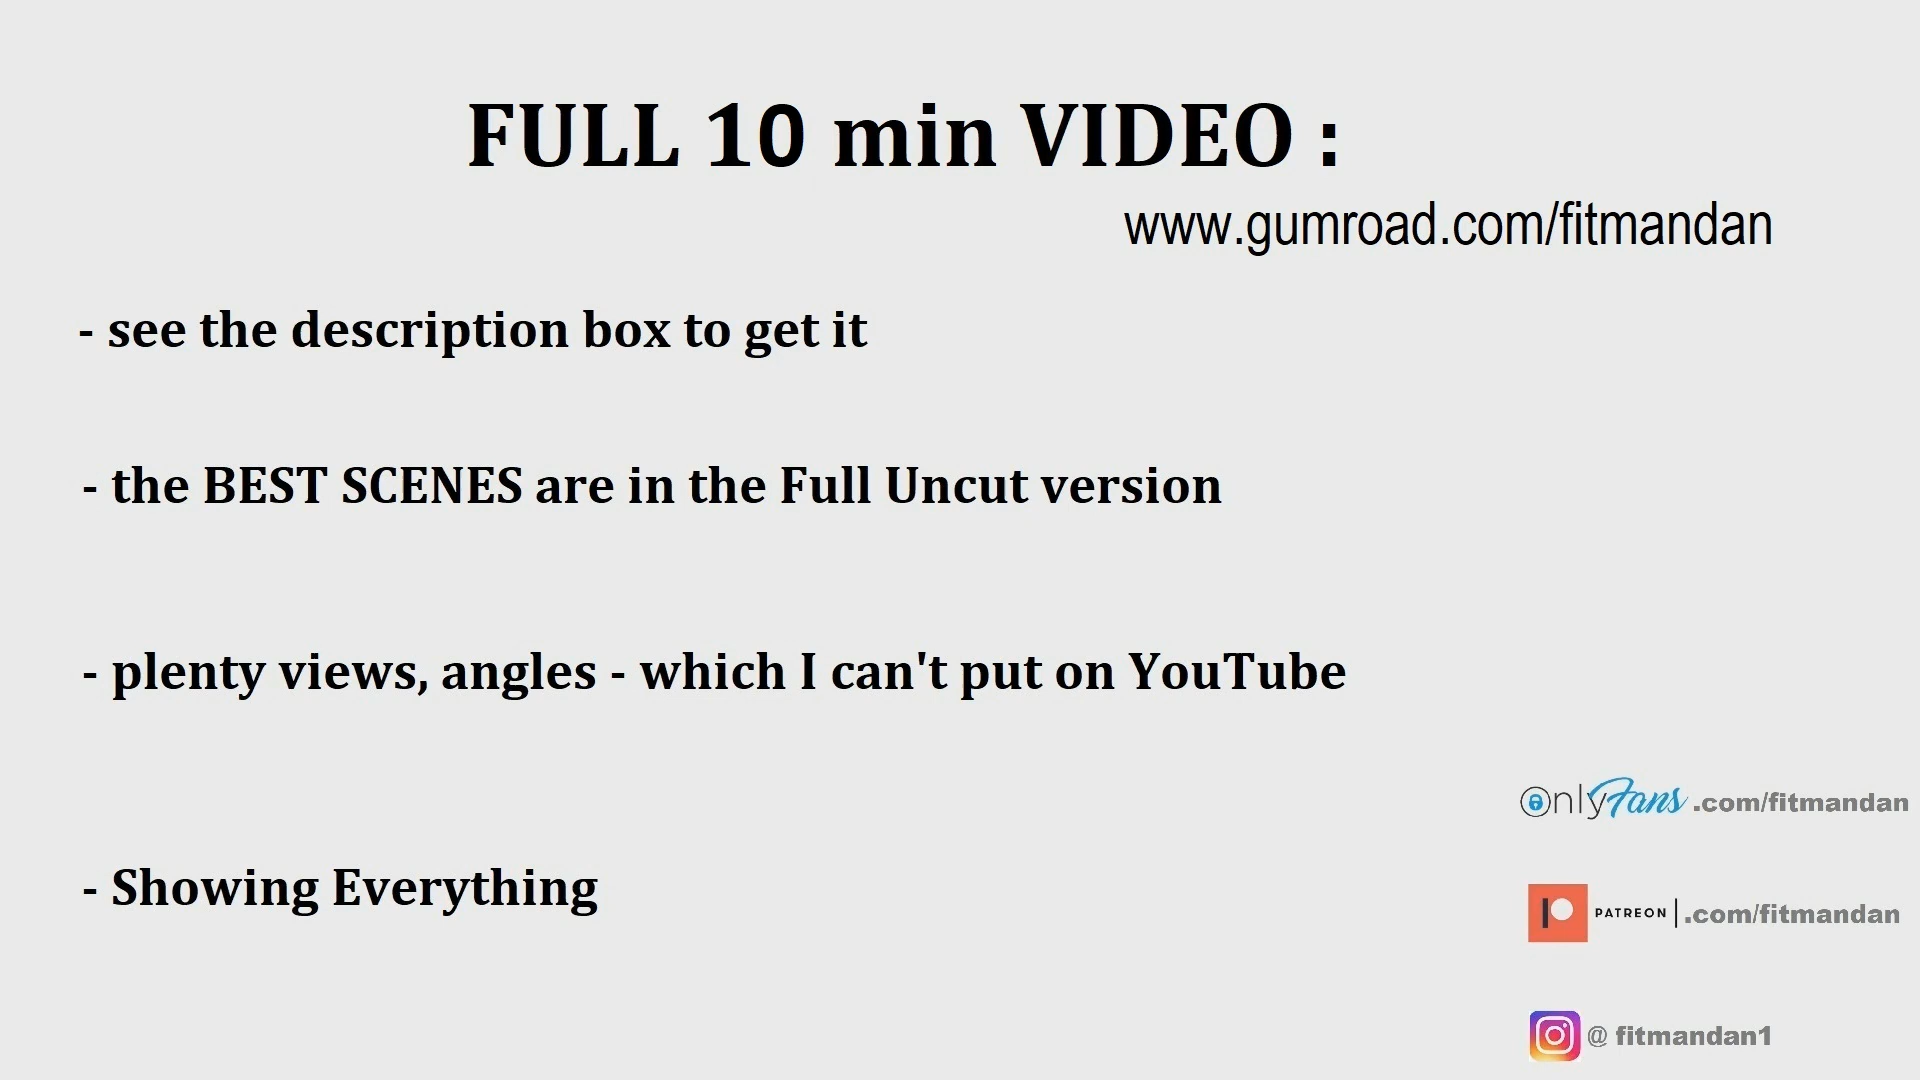 FULL 10 min VIDEO :
www.gumroad.com/fitmandan
- see the description box to get it
- the BEST SCENES are in the Full Uncut version
- plenty views, angles - which I can't put on YouTube
OnlyFans .com/fitmandan
- Showing Everything
PATREON .com/fitmandan
@ fitmandan1